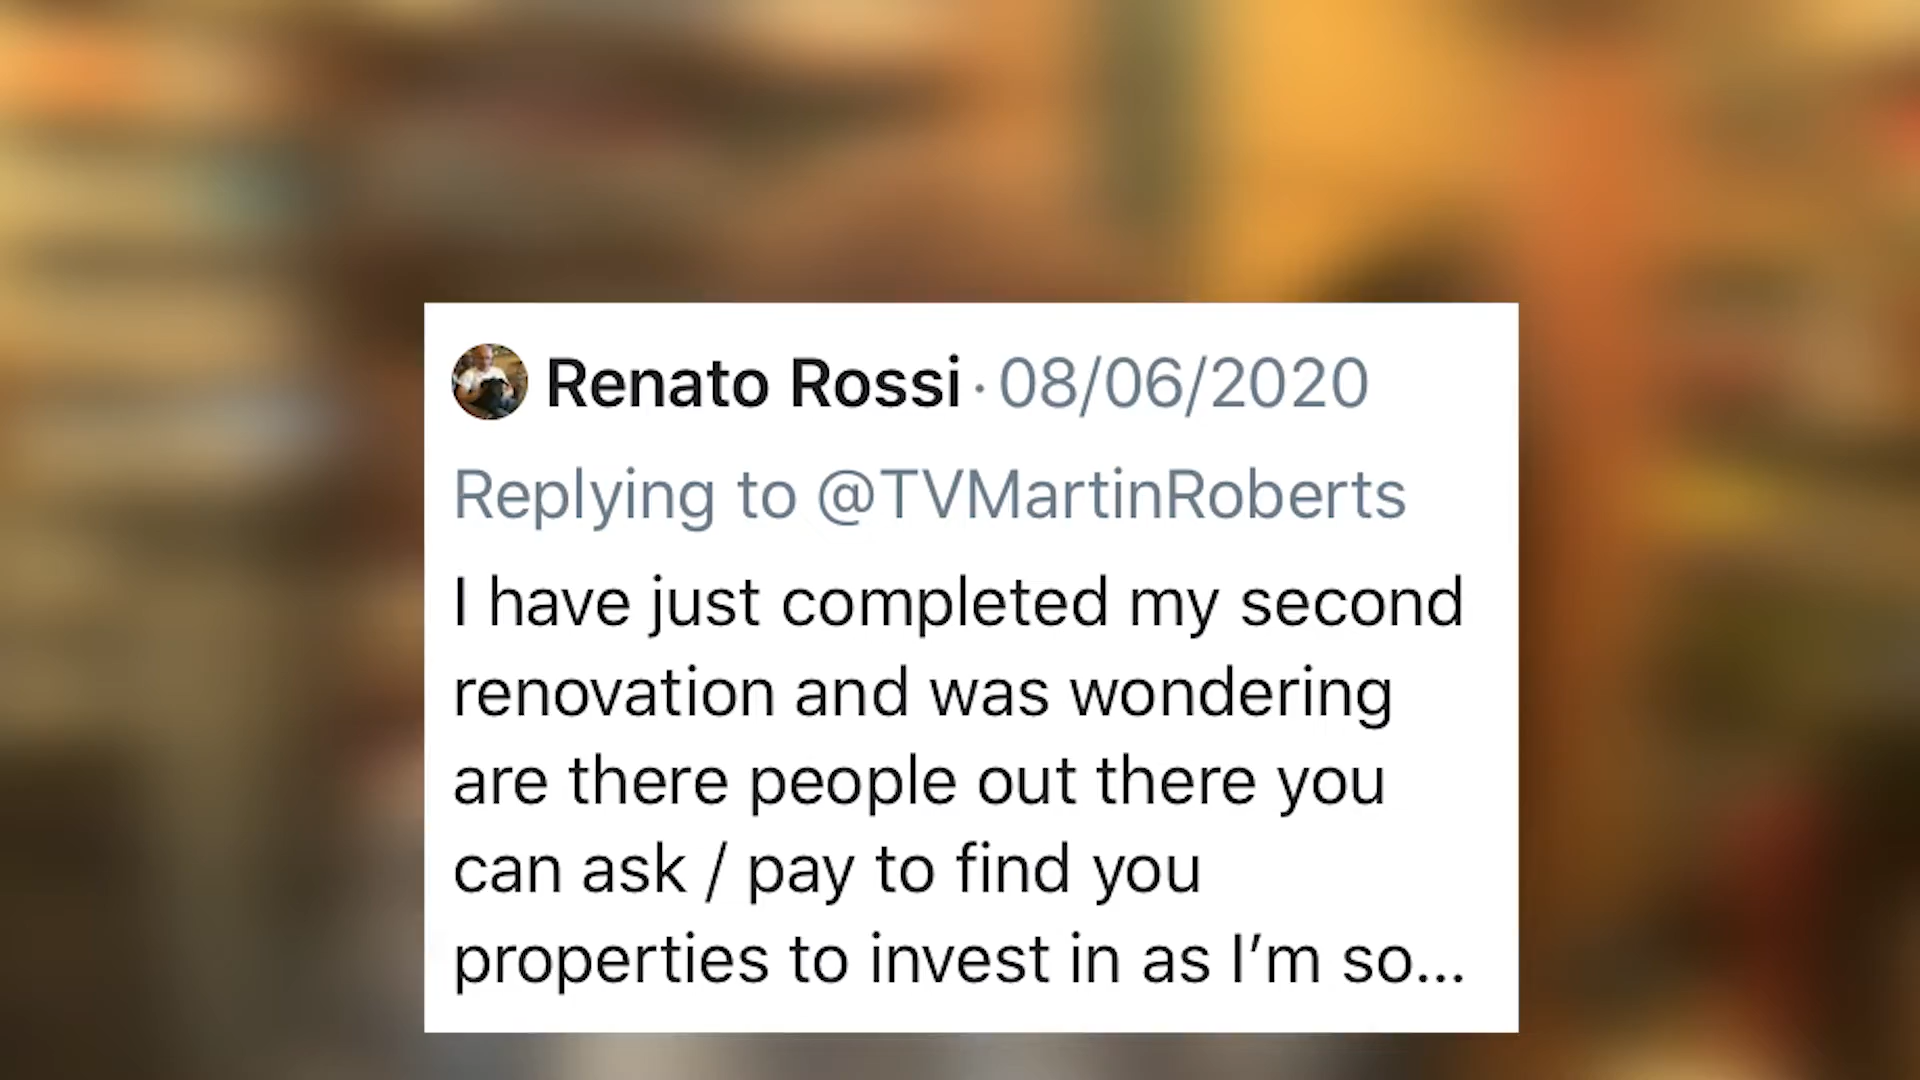 Renato Rossi · 08/06/2020
Replying to @TVMartinRoberts
I have just completed my second
renovation and was wondering
are there people out there you
can ask / pay to find you
properties to invest in as I’m so...